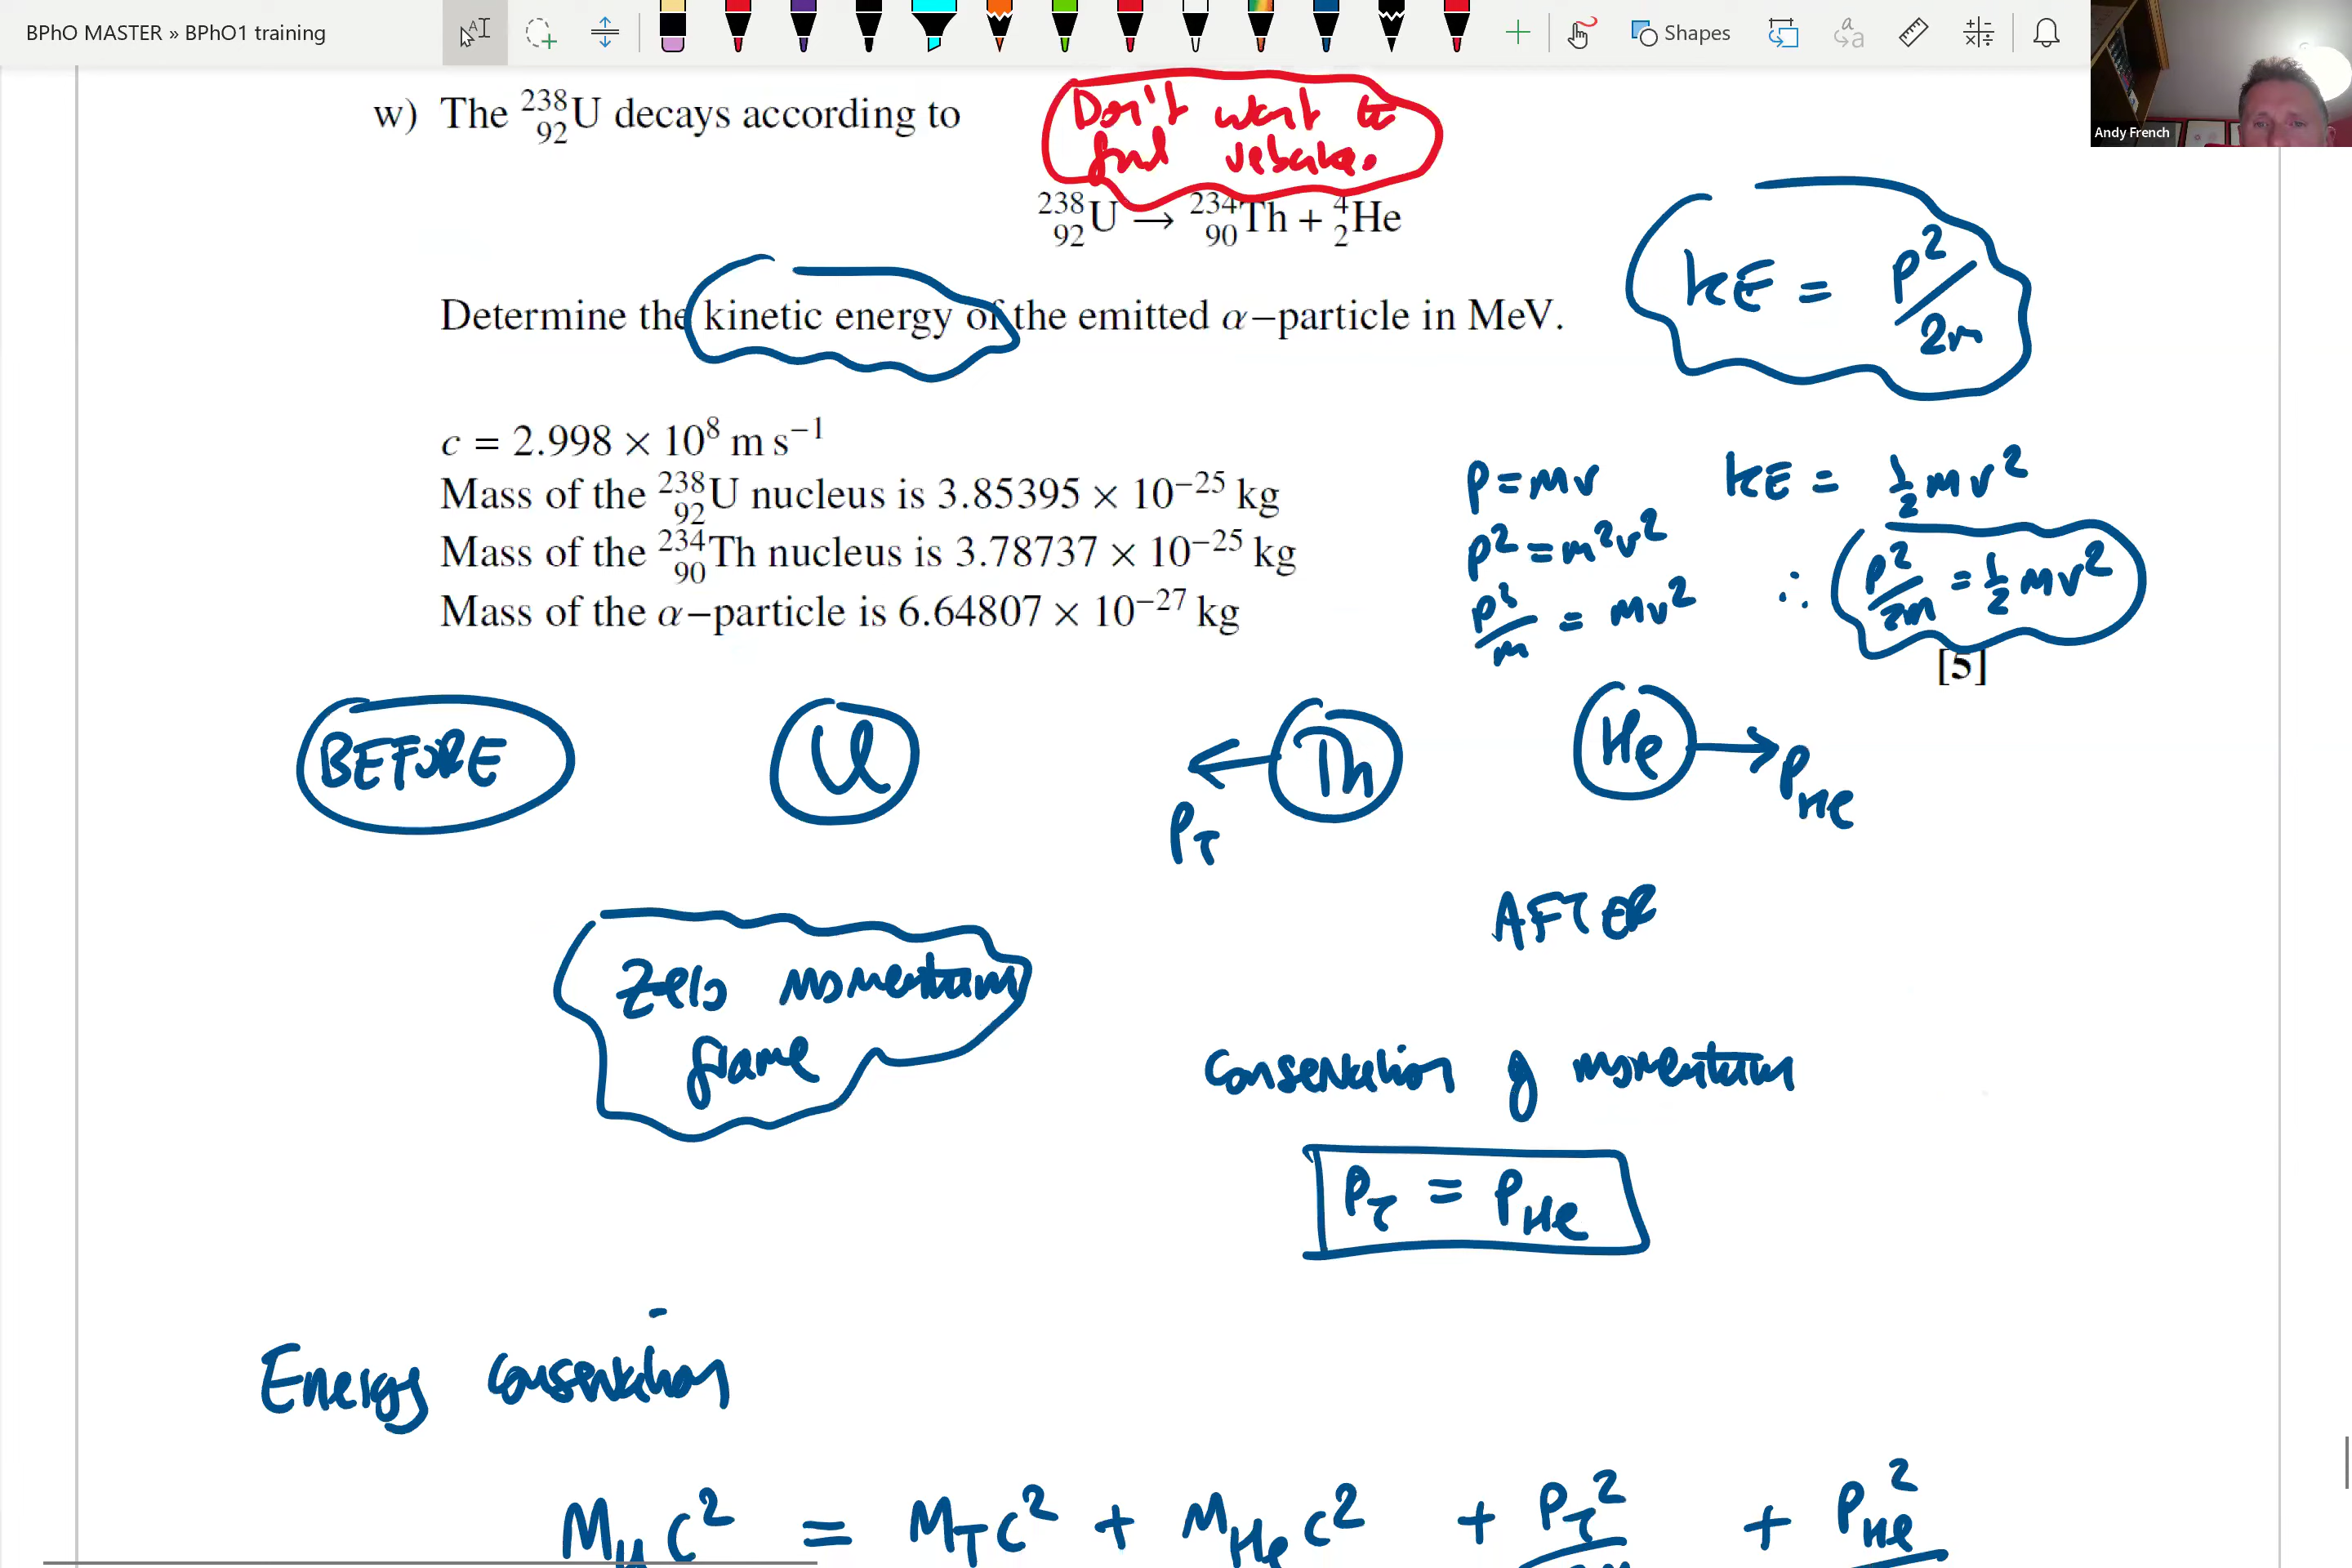 BPhO MASTER » BPhO1 training
Shapes
Andy French
w) The ²³⁸₉₂U decays according to
Don't want to
find
²³⁸₉₂U → ²³⁴₉₀Th + ⁴₂He
KE = p²/2m
Determine the kinetic energy of the emitted α−particle in MeV.
c = 2.998 × 10⁸ m s⁻¹
Mass of the ²³⁸₉₂U nucleus is 3.85395 × 10⁻²⁵ kg
Mass of the ²³⁴₉₀Th nucleus is 3.78737 × 10⁻²⁵ kg
Mass of the α−particle is 6.64807 × 10⁻²⁷ kg
p = mv KE = ½mv²
p² = m²v²
p²/m = mv² ∴ p²/2m = ½mv²
[5]
BEFORE U Th He
P_T P_He
AFTER
Zero momentum
frame
Conservation of momentum
P_T = P_He
Energy conservation
M_U c² = M_T c² + M_He c² + P_T² + P_He²